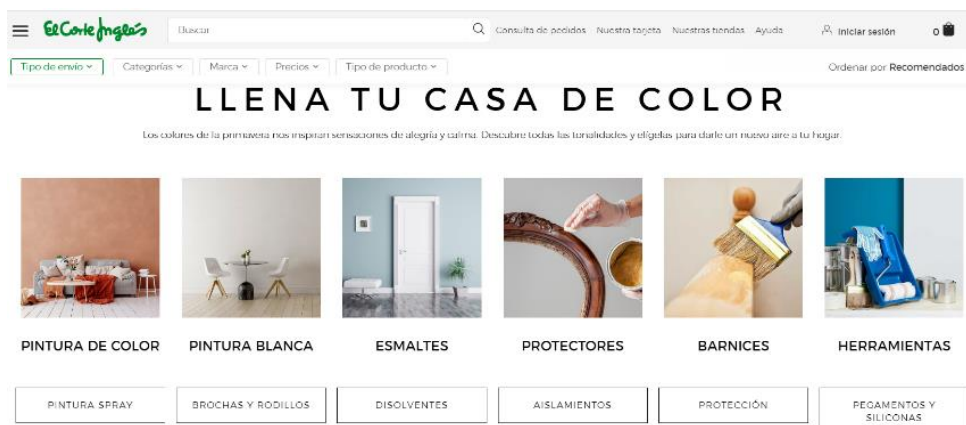 El Corte Inglés
Buscar
Consulta de pedidos Nuestra tarjeta Nuestras tiendas Ayuda
Iniciar sesión
0
Tipo de envío Categorías Marca Precios Tipo de producto
Ordenar por Recomendados
LLENA TU CASA DE COLOR
Los colores de la primavera nos inspiran sensaciones de alegría y calma. Descubre todas las tonalidades y elígelas para darle un nuevo aire a tu hogar.
PINTURA DE COLOR
PINTURA BLANCA
ESMALTES
PROTECTORES
BARNICES
HERRAMIENTAS
PINTURA SPRAY
BROCHAS Y RODILLOS
DISOLVENTES
AISLAMIENTOS
PROTECCIÓN
PEGAMENTOS Y
SILICONAS